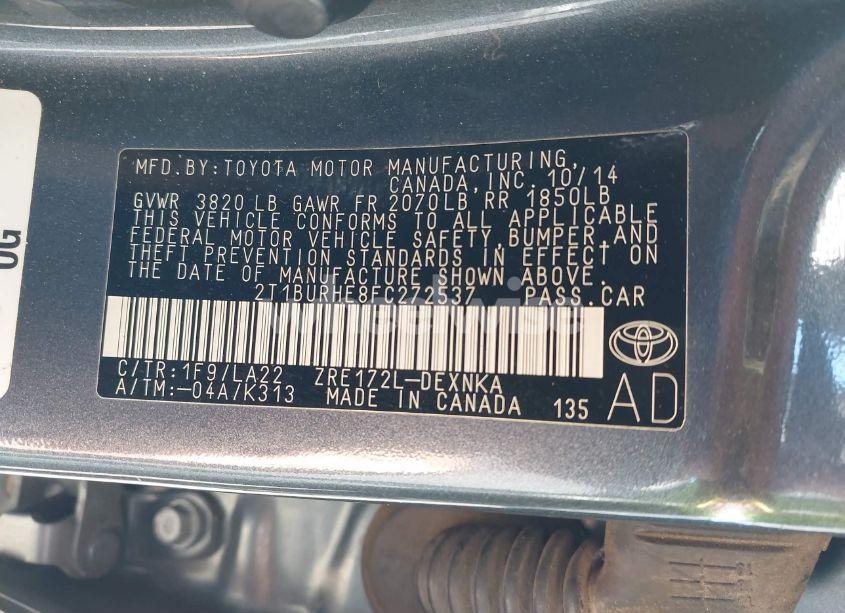 MFD.BY:TOYOTA MOTOR MANUFACTURING,
CANADA,INC. 10/14
GVWR 3820 LB GAWR FR 2070LB RR 1850LB
THIS VEHICLE CONFORMS TO ALL APPLICABLE
FEDERAL MOTOR VEHICLE SAFETY,BUMPER,AND
THEFT PREVENTION STANDARDS IN EFFECT ON
THE DATE OF MANUFACTURE SHOWN ABOVE.
2T1BURHE8FC272537 PASS.CAR
wheelwise
C/TR:1F9/LA22 ZRE172L-DEXNKA
A/TM:-04A/K313 MADE IN CANADA 135 AD